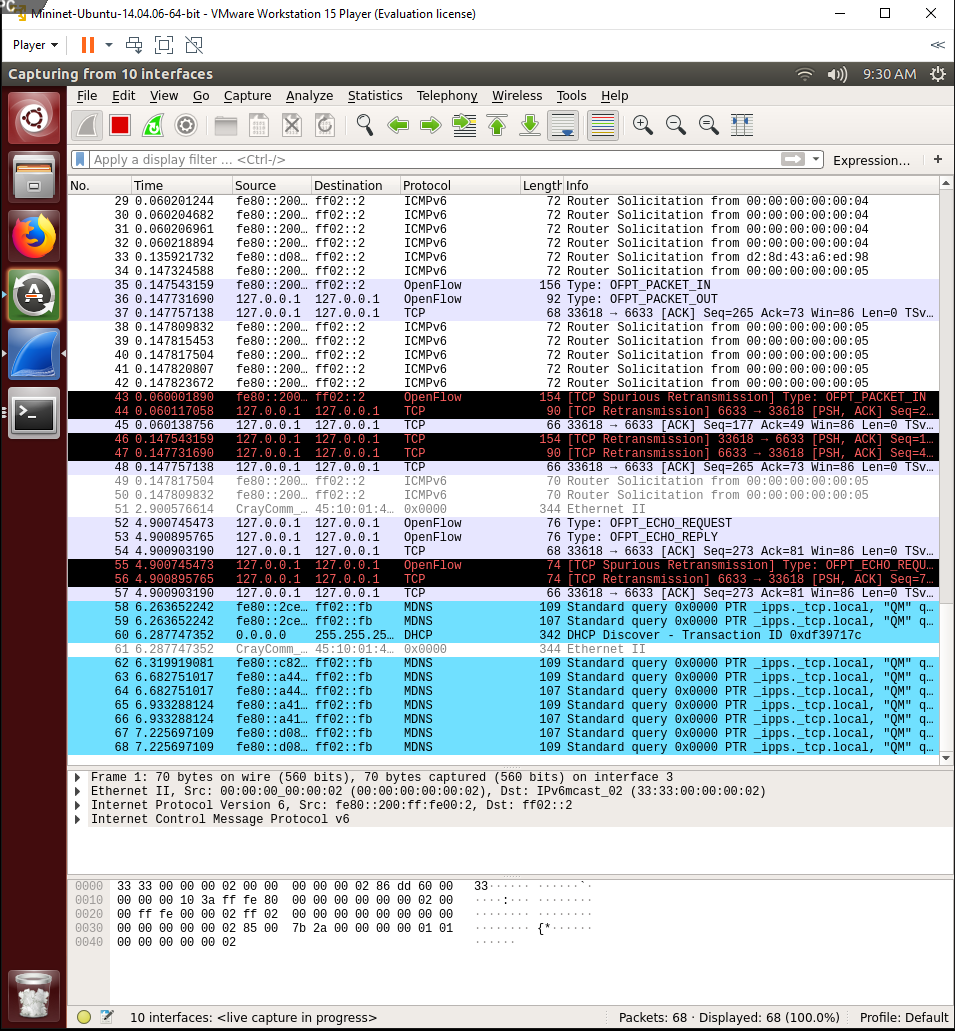 PC
Mininet-Ubuntu-14.04.06-64-bit - VMware Workstation 15 Player (Evaluation license)
Player
Capturing from 10 interfaces 9:30 AM
File Edit View Go Capture Analyze Statistics Telephony Wireless Tools Help
Apply a display filter ... <Ctrl-/> Expression… +
No. Time Source Destination Protocol Length Info
29 0.060201244 fe80::200… ff02::2 ICMPv6 72 Router Solicitation from 00:00:00:00:00:04
30 0.060204682 fe80::200… ff02::2 ICMPv6 72 Router Solicitation from 00:00:00:00:00:04
31 0.060206961 fe80::200… ff02::2 ICMPv6 72 Router Solicitation from 00:00:00:00:00:04
32 0.060218894 fe80::200… ff02::2 ICMPv6 72 Router Solicitation from 00:00:00:00:00:04
33 0.135921732 fe80::d08… ff02::2 ICMPv6 72 Router Solicitation from d2:8d:43:a6:ed:98
34 0.147324588 fe80::200… ff02::2 ICMPv6 72 Router Solicitation from 00:00:00:00:00:05
35 0.147543159 fe80::200… ff02::2 OpenFlow 156 Type: OFPT_PACKET_IN
36 0.147731690 127.0.0.1 127.0.0.1 OpenFlow 92 Type: OFPT_PACKET_OUT
37 0.147757138 127.0.0.1 127.0.0.1 TCP 68 33618 → 6633 [ACK] Seq=265 Ack=73 Win=86 Len=0 TSv…
38 0.147809832 fe80::200… ff02::2 ICMPv6 72 Router Solicitation from 00:00:00:00:00:05
39 0.147815453 fe80::200… ff02::2 ICMPv6 72 Router Solicitation from 00:00:00:00:00:05
40 0.147817504 fe80::200… ff02::2 ICMPv6 72 Router Solicitation from 00:00:00:00:00:05
41 0.147820807 fe80::200… ff02::2 ICMPv6 72 Router Solicitation from 00:00:00:00:00:05
42 0.147823672 fe80::200… ff02::2 ICMPv6 72 Router Solicitation from 00:00:00:00:00:05
43 0.060001890 fe80::200… ff02::2 OpenFlow 154 [TCP Spurious Retransmission] Type: OFPT_PACKET_IN
44 0.060117058 127.0.0.1 127.0.0.1 TCP 90 [TCP Spurious Retransmission] 6633 → 33618 [PSH, ACK] Seq=2…
45 0.060138756 127.0.0.1 127.0.0.1 TCP 66 33618 → 6633 [ACK] Seq=177 Ack=49 Win=86 Len=0 TSv…
46 0.147543159 127.0.0.1 127.0.0.1 TCP 154 [TCP Retransmission] 33618 → 6633 [PSH, ACK] Seq=1…
47 0.147731690 127.0.0.1 127.0.0.1 TCP 90 [TCP Retransmission] 6633 → 33618 [PSH, ACK] Seq=4…
48 0.147757138 127.0.0.1 127.0.0.1 TCP 66 33618 → 6633 [ACK] Seq=265 Ack=73 Win=86 Len=0 TSv…
49 0.147817504 fe80::200… ff02::2 ICMPv6 70 Router Solicitation from 00:00:00:00:00:05
50 0.147809832 fe80::200… ff02::2 ICMPv6 70 Router Solicitation from 00:00:00:00:00:05
51 2.900576614 CrayComm_… 45:10:01:4… 0x0000 344 Ethernet II
52 4.900745473 127.0.0.1 127.0.0.1 OpenFlow 76 Type: OFPT_ECHO_REQUEST
53 4.900895765 127.0.0.1 127.0.0.1 OpenFlow 76 Type: OFPT_ECHO_REPLY
54 4.900903190 127.0.0.1 127.0.0.1 TCP 68 33618 → 6633 [ACK] Seq=273 Ack=81 Win=86 Len=0 TSv…
55 4.900745473 127.0.0.1 127.0.0.1 OpenFlow 74 [TCP Spurious Retransmission] Type: OFPT_ECHO_REQU…
56 4.900895765 127.0.0.1 127.0.0.1 TCP 74 [TCP Retransmission] 6633 → 33618 [PSH, ACK] Seq=7…
57 4.900903190 127.0.0.1 127.0.0.1 TCP 66 33618 → 6633 [ACK] Seq=273 Ack=81 Win=86 Len=0 TSv…
58 6.263652242 fe80::2ce… ff02::fb MDNS 109 Standard query 0x0000 PTR _ipps._tcp.local, "QM" q…
59 6.263652242 fe80::2ce… ff02::fb MDNS 107 Standard query 0x0000 PTR _ipps._tcp.local, "QM" q…
60 6.287747352 0.0.0.0 255.255.25… DHCP 342 DHCP Discover - Transaction ID 0xdf39717c
61 6.287747352 CrayComm_… 45:10:01:4… 0x0000 344 Ethernet II
62 6.319919081 fe80::c82… ff02::fb MDNS 109 Standard query 0x0000 PTR _ipps._tcp.local, "QM" q…
63 6.682751017 fe80::a44… ff02::fb MDNS 109 Standard query 0x0000 PTR _ipps._tcp.local, "QM" q…
64 6.682751017 fe80::a44… ff02::fb MDNS 107 Standard query 0x0000 PTR _ipps._tcp.local, "QM" q…
65 6.933288124 fe80::a41… ff02::fb MDNS 109 Standard query 0x0000 PTR _ipps._tcp.local, "QM" q…
66 6.933288124 fe80::a41… ff02::fb MDNS 107 Standard query 0x0000 PTR _ipps._tcp.local, "QM" q…
67 7.225697109 fe80::d08… ff02::fb MDNS 107 Standard query 0x0000 PTR _ipps._tcp.local, "QM" q…
68 7.225697109 fe80::d08… ff02::fb MDNS 109 Standard query 0x0000 PTR _ipps._tcp.local, "QM" q…
Frame 1: 70 bytes on wire (560 bits), 70 bytes captured (560 bits) on interface 3
Ethernet II, Src: 00:00:00_00:00:02 (00:00:00:00:00:02), Dst: IPv6mcast_02 (33:33:00:00:00:02)
Internet Protocol Version 6, Src: fe80::200:ff:fe00:2, Dst: ff02::2
Internet Control Message Protocol v6
0000 33 33 00 00 00 02 00 00 00 00 00 02 86 dd 60 00 33······ ······`·
0010 00 00 00 10 3a ff fe 80 00 00 00 00 00 00 02 00 ····:··· ········
0020 00 ff fe 00 00 02 ff 02 00 00 00 00 00 00 00 00 ········ ········
0030 00 00 00 00 00 02 85 00 7b 2a 00 00 00 00 01 01 ········ {*······
0040 00 00 00 00 00 02 ······
10 interfaces: <live capture in progress> Packets: 68 · Displayed: 68 (100.0%) Profile: Default